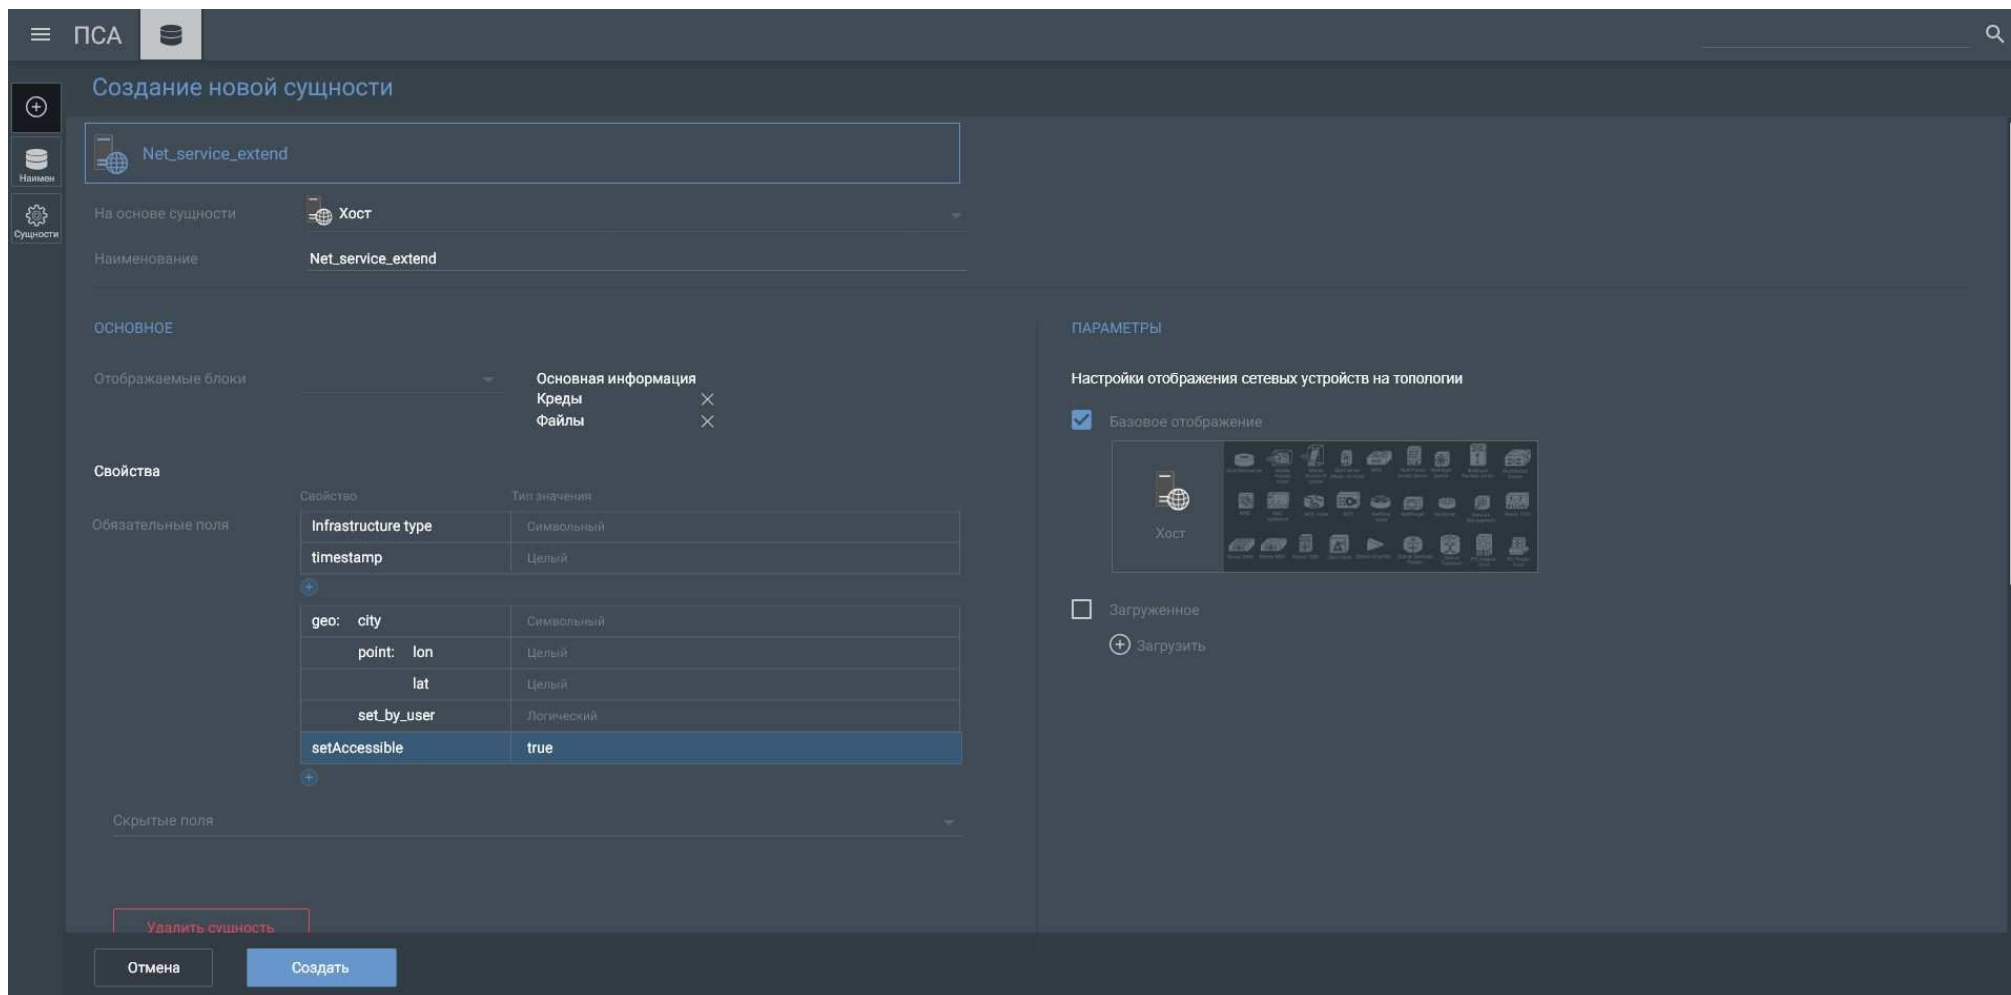 ПСА
Создание новой сущности
Наимен
Сущности
Net_service_extend
На основе сущности Хост
Наименование Net_service_extend
ОСНОВНОЕ
Отображаемые блоки
Основная информация
Креды
Файлы
Свойства
Свойство Тип значения
Обязательные поля
Infrastructure type Символьный
timestamp Целый
geo: city Символьный
point: lon Целый
lat Целый
set_by_user Логический
setAccessible true
Скрытые поля
Удалить сущность
Отмена Создать
ПАРАМЕТРЫ
Настройки отображения сетевых устройств на топологии
Базовое отображение
Хост
Загруженное
Загрузить